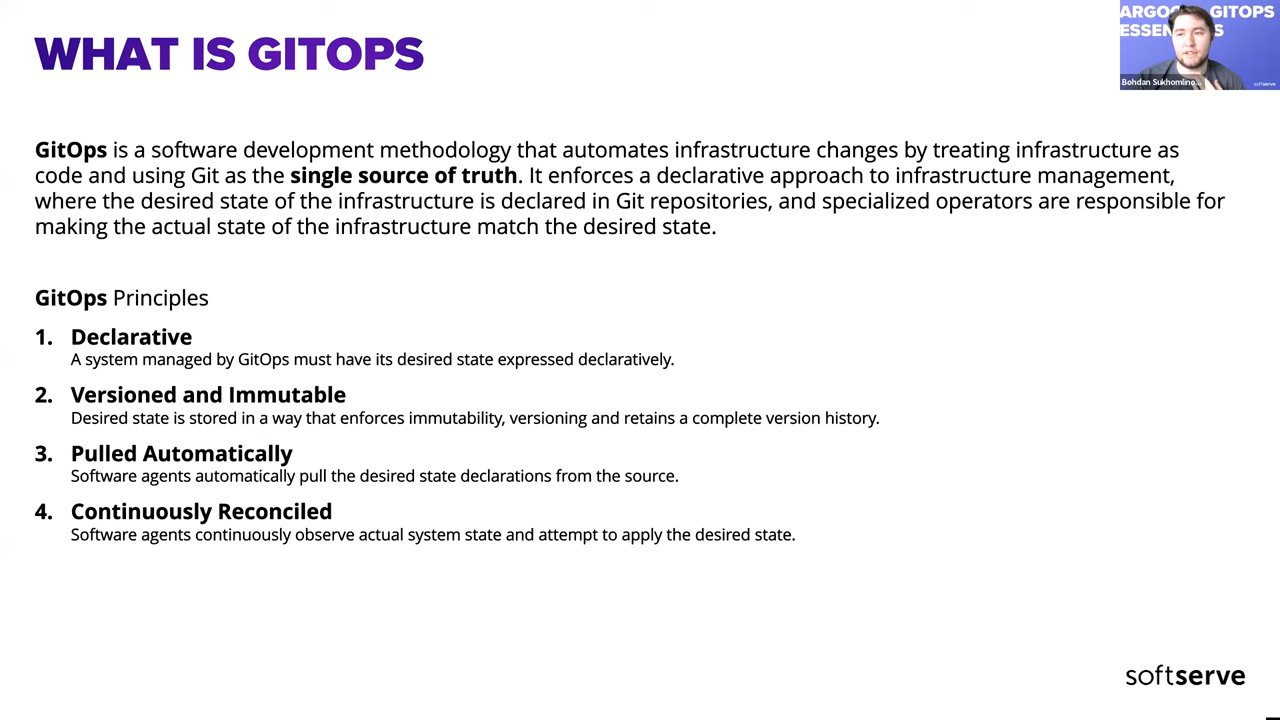 WHAT IS GITOPS
GITOPS
Bohdan Sukhomlino...
softserve
GitOps is a software development methodology that automates infrastructure changes by treating infrastructure as
code and using Git as the single source of truth. It enforces a declarative approach to infrastructure management,
where the desired state of the infrastructure is declared in Git repositories, and specialized operators are responsible for
making the actual state of the infrastructure match the desired state.
GitOps Principles
1. Declarative
A system managed by GitOps must have its desired state expressed declaratively.
2. Versioned and Immutable
Desired state is stored in a way that enforces immutability, versioning and retains a complete version history.
3. Pulled Automatically
Software agents automatically pull the desired state declarations from the source.
4. Continuously Reconciled
Software agents continuously observe actual system state and attempt to apply the desired state.
softserve